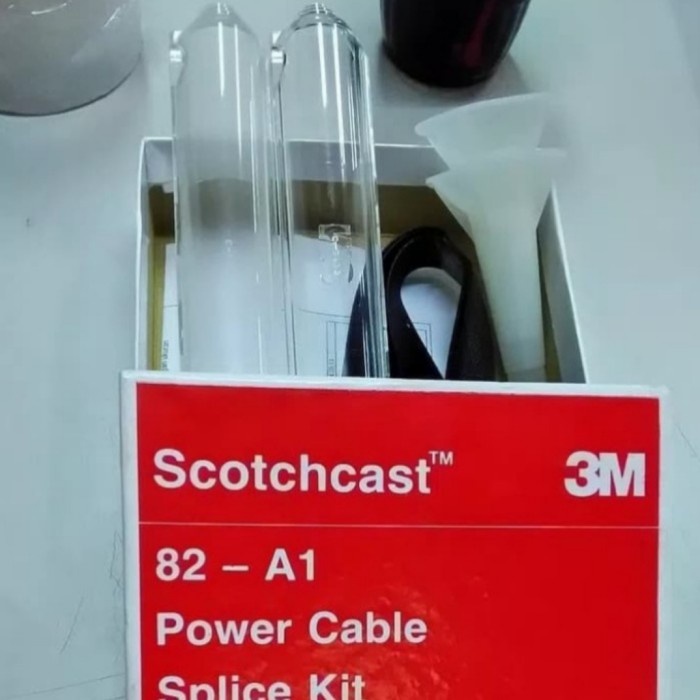 Scotchcast™ 3M
82 – A1
Power Cable
Splice Kit